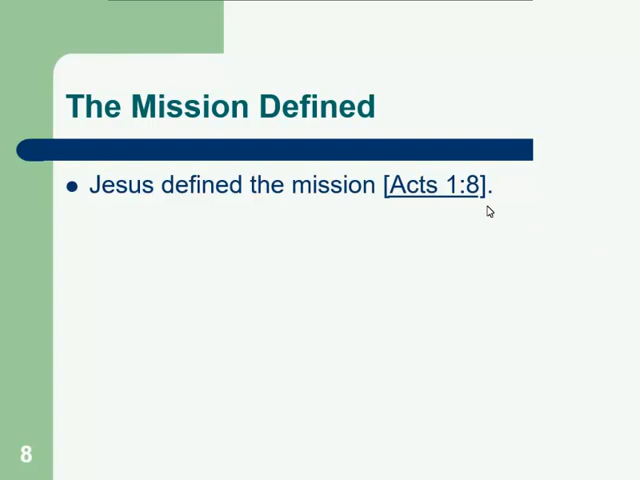 The Mission Defined
Jesus defined the mission [Acts 1:8].
8